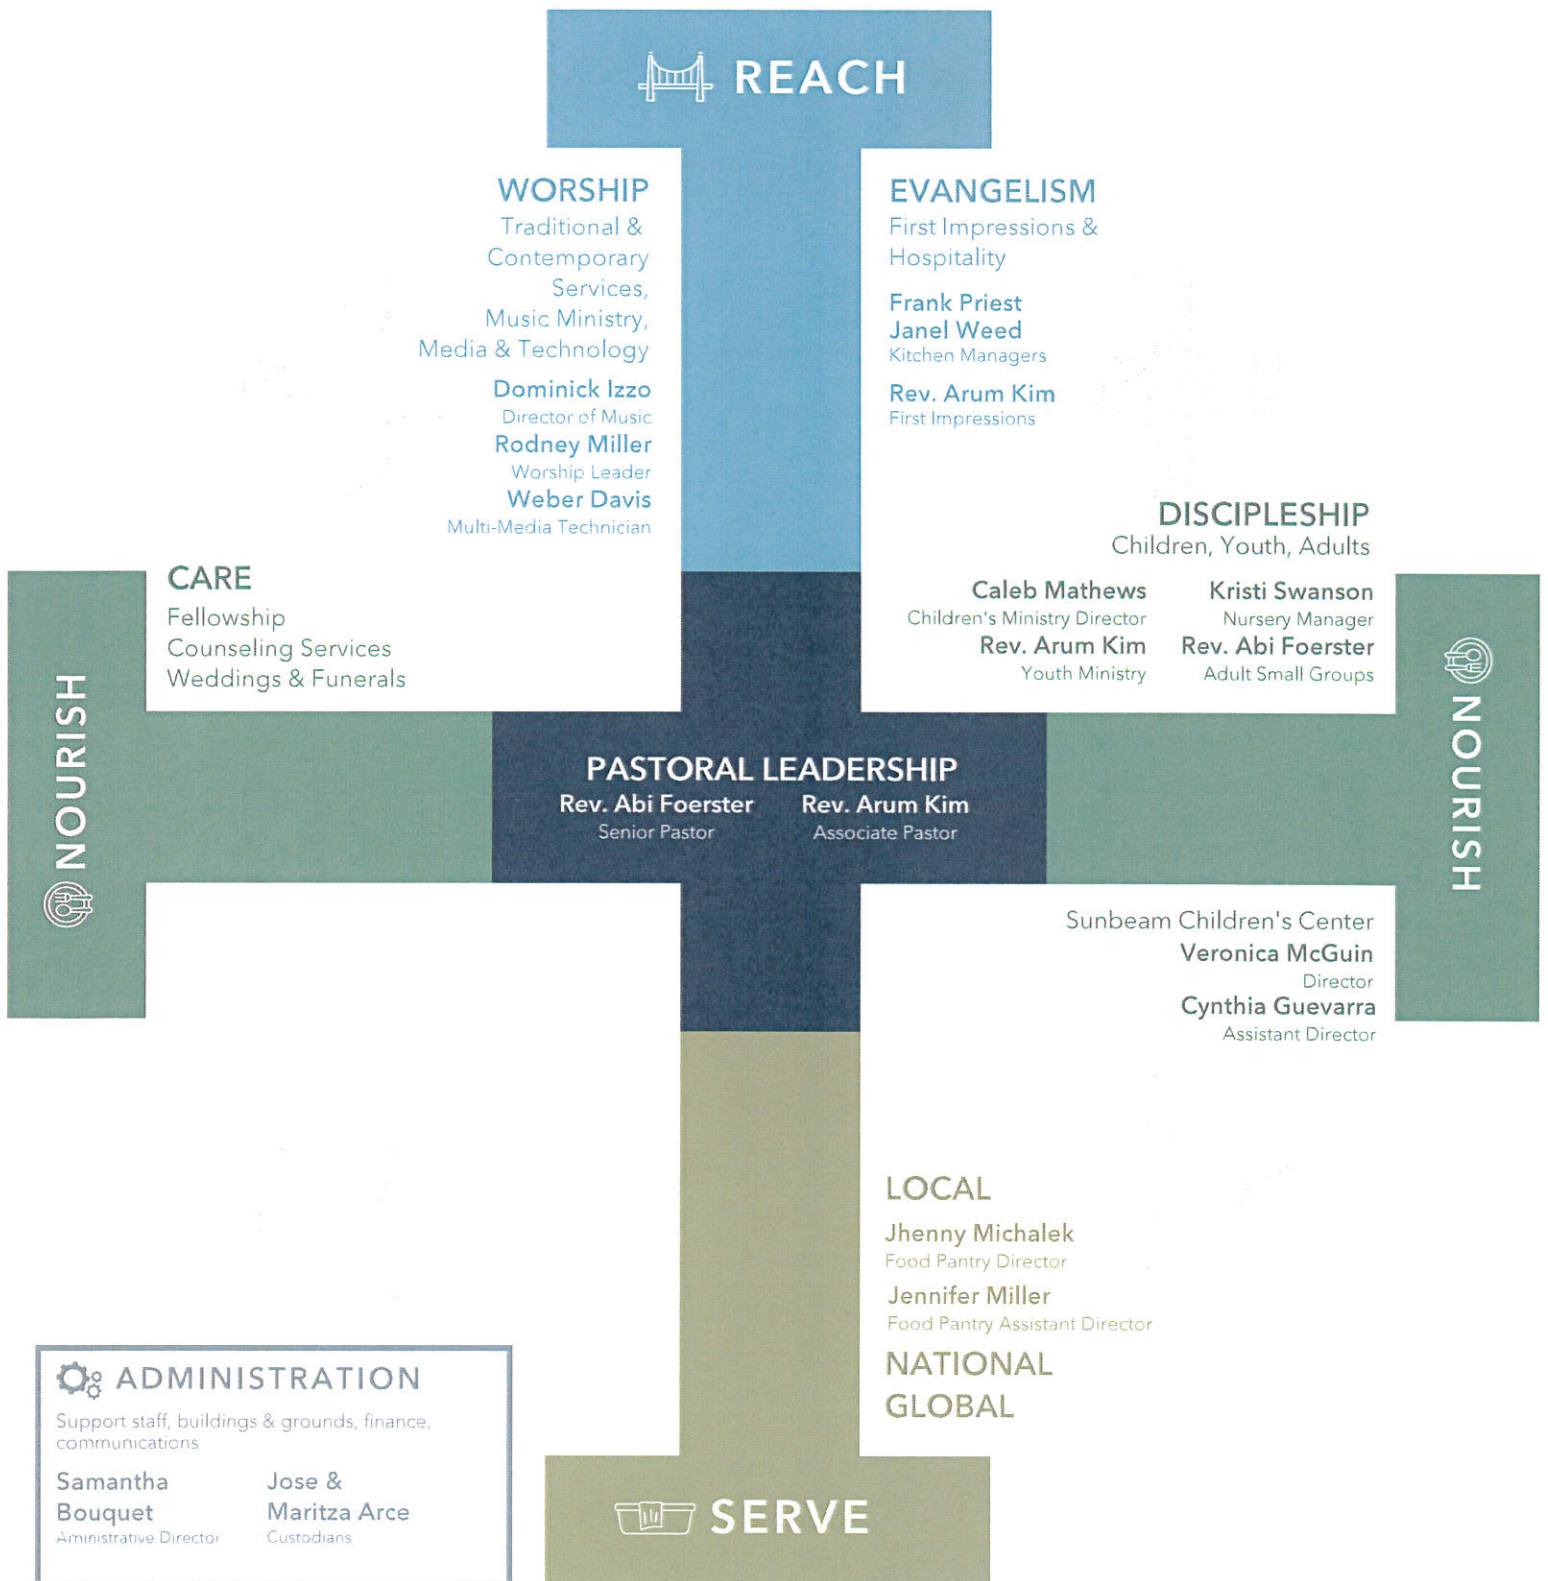 REACH
WORSHIP
Traditional &
Contemporary
Services,
Music Ministry,
Media & Technology
Dominick Izzo
Director of Music
Rodney Miller
Worship Leader
Weber Davis
Multi-Media Technician
EVANGELISM
First Impressions &
Hospitality
Frank Priest
Janel Weed
Kitchen Managers
Rev. Arum Kim
First Impressions
DISCIPLESHIP
Children, Youth, Adults
Caleb Mathews
Children's Ministry Director
Rev. Arum Kim
Youth Ministry
Kristi Swanson
Nursery Manager
Rev. Abi Foerster
Adult Small Groups
CARE
Fellowship
Counseling Services
Weddings & Funerals
NOURISH
PASTORAL LEADERSHIP
Rev. Abi Foerster
Senior Pastor
Rev. Arum Kim
Associate Pastor
NOURISH
Sunbeam Children's Center
Veronica McGuin
Director
Cynthia Guevarra
Assistant Director
LOCAL
Jhenny Michalek
Food Pantry Director
Jennifer Miller
Food Pantry Assistant Director
NATIONAL
GLOBAL
ADMINISTRATION
Support staff, buildings & grounds, finance,
communications
Samantha
Bouquet
Aministrative Director
Jose &
Maritza Arce
Custodians
SERVE